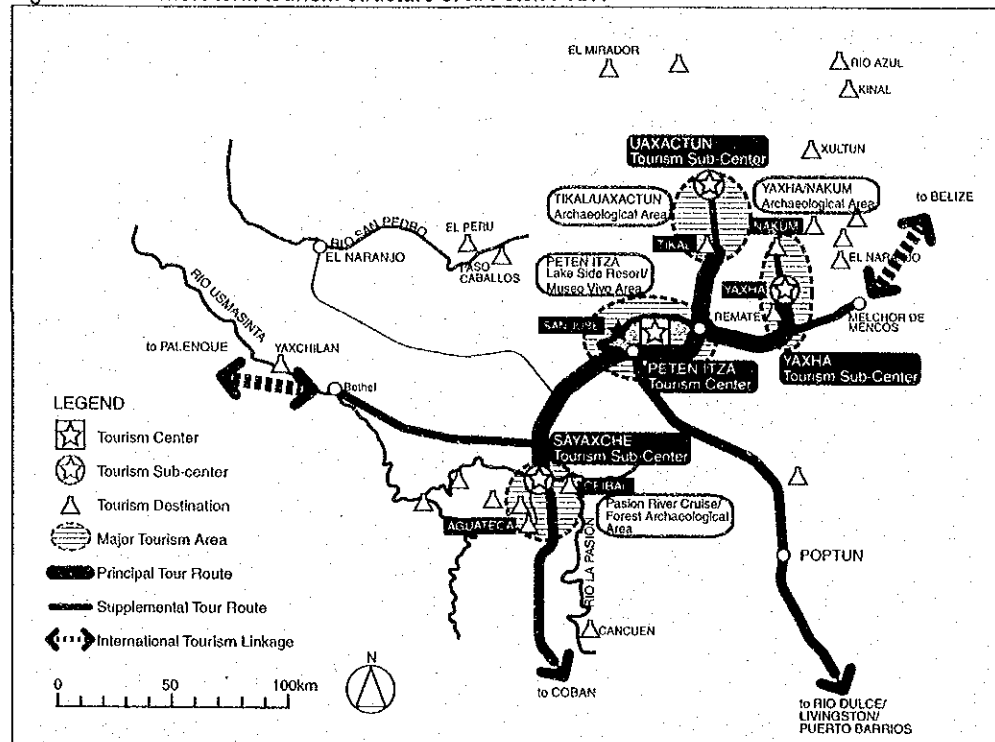 EL MIRADOR
RIO AZUL
KINAL
UAXACTUN
Tourism Sub-Center
XULTUN
TIKAL/UAXACTUN
Archaeological Area
YAXHA/NAKUM
Archaeological Area
to BELIZE
RIO SAN PEDRO
EL PERU
NAKUM
TIKAL
EL NARANJO
PASO
CABALLOS
EL NARANJO
PETEN ITZA
Lake Side Resort/
Museo Vivo Area
YAXHA
RIO USMASINTA
SAN JOSE
REMATE
MELCHOR DE
MENCOS
to PALENQUE
YAXCHILAN
PETEN ITZA
Tourism Center
YAXHA
Tourism Sub-Center
Bethel
LEGEND
Tourism Center
Tourism Sub-center
Tourism Destination
Major Tourism Area
Principal Tour Route
Supplemental Tour Route
International Tourism Linkage
SAYAXCHE
Tourism Sub-Center
CEIBAL
Pasion River Cruise/
Forest Archaeological
Area
AGUATECA
RIO LA PASION
POPTUN
CANCUEN
N
0 50 100km
to COBAN
to RIO DULCE/
LIVINGSTON/
PUERTO BARRIOS